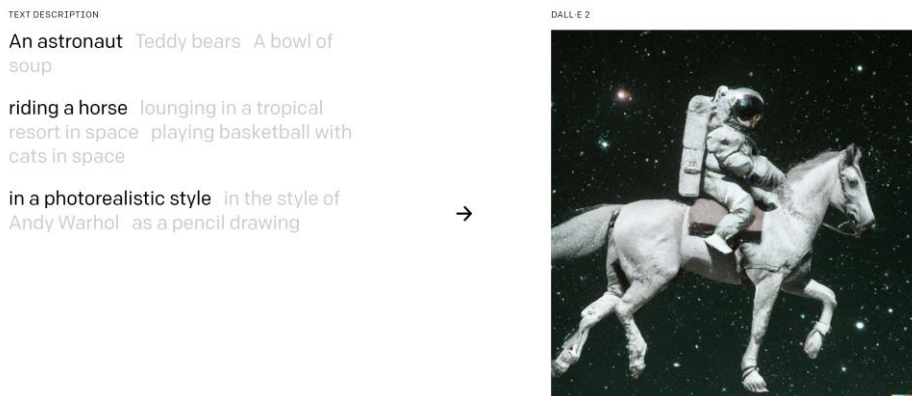 TEXT DESCRIPTION
An astronaut Teddy bears A bowl of
soup
riding a horse lounging in a tropical
resort in space playing basketball with
cats in space
in a photorealistic style in the style of
Andy Warhol as a pencil drawing
→
DALL·E 2